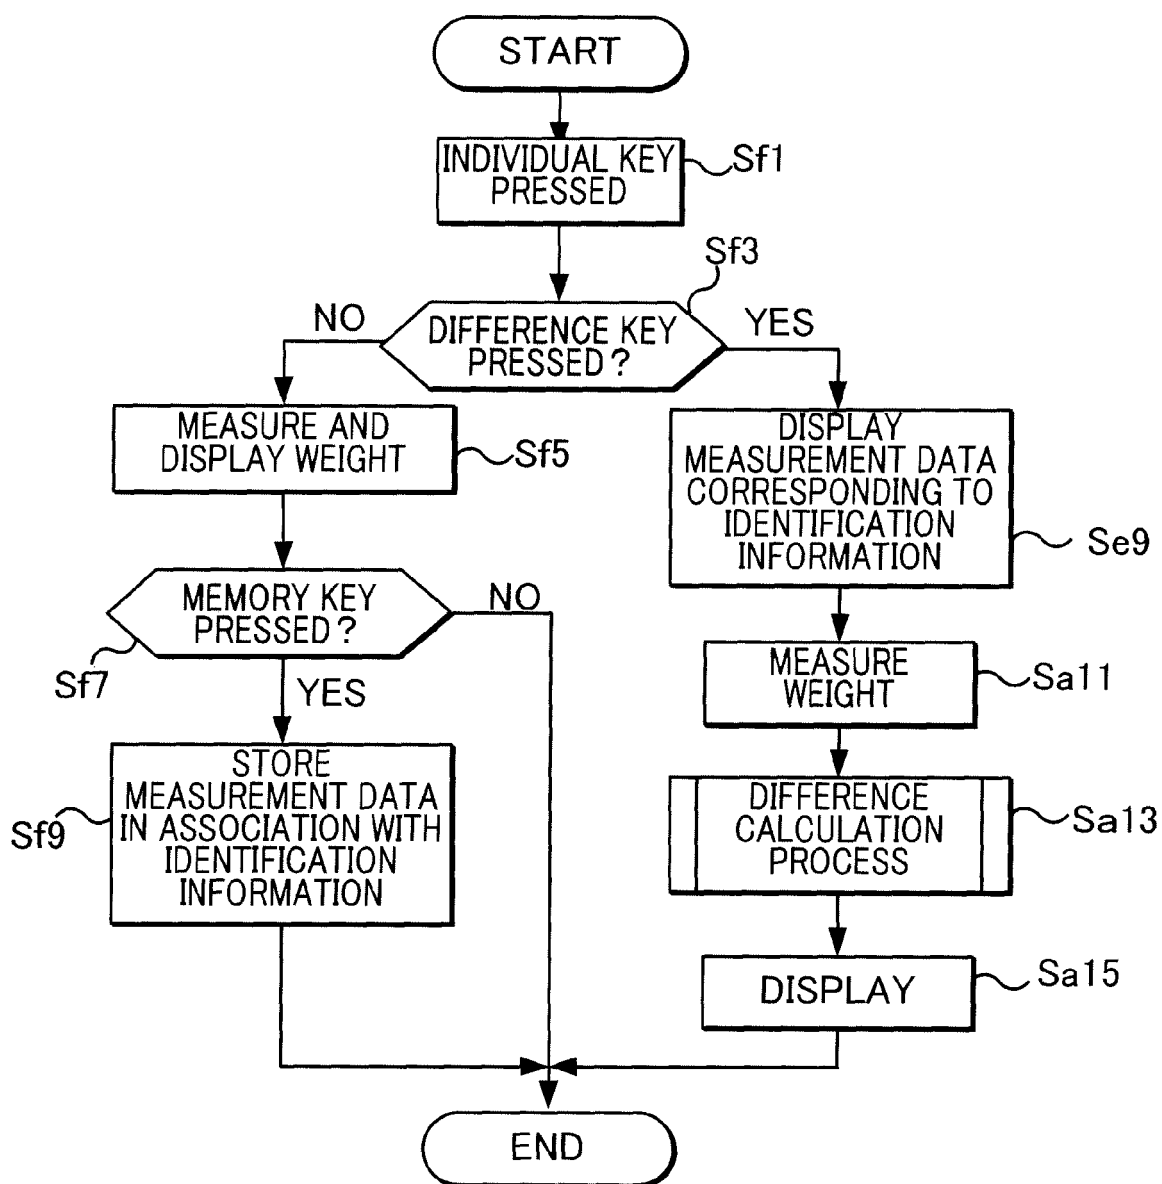 START
INDIVIDUAL KEY
PRESSED
Sf1
Sf3
NO
DIFFERENCE KEY
PRESSED?
YES
MEASURE AND
DISPLAY WEIGHT
Sf5
DISPLAY
MEASUREMENT DATA
CORRESPONDING TO
IDENTIFICATION
INFORMATION
Se9
MEMORY KEY
PRESSED?
NO
Sf7
YES
MEASURE
WEIGHT
Sa11
STORE
MEASUREMENT DATA
IN ASSOCIATION WITH
IDENTIFICATION
INFORMATION
Sf9
DIFFERENCE
CALCULATION
PROCESS
Sa13
DISPLAY
Sa15
END